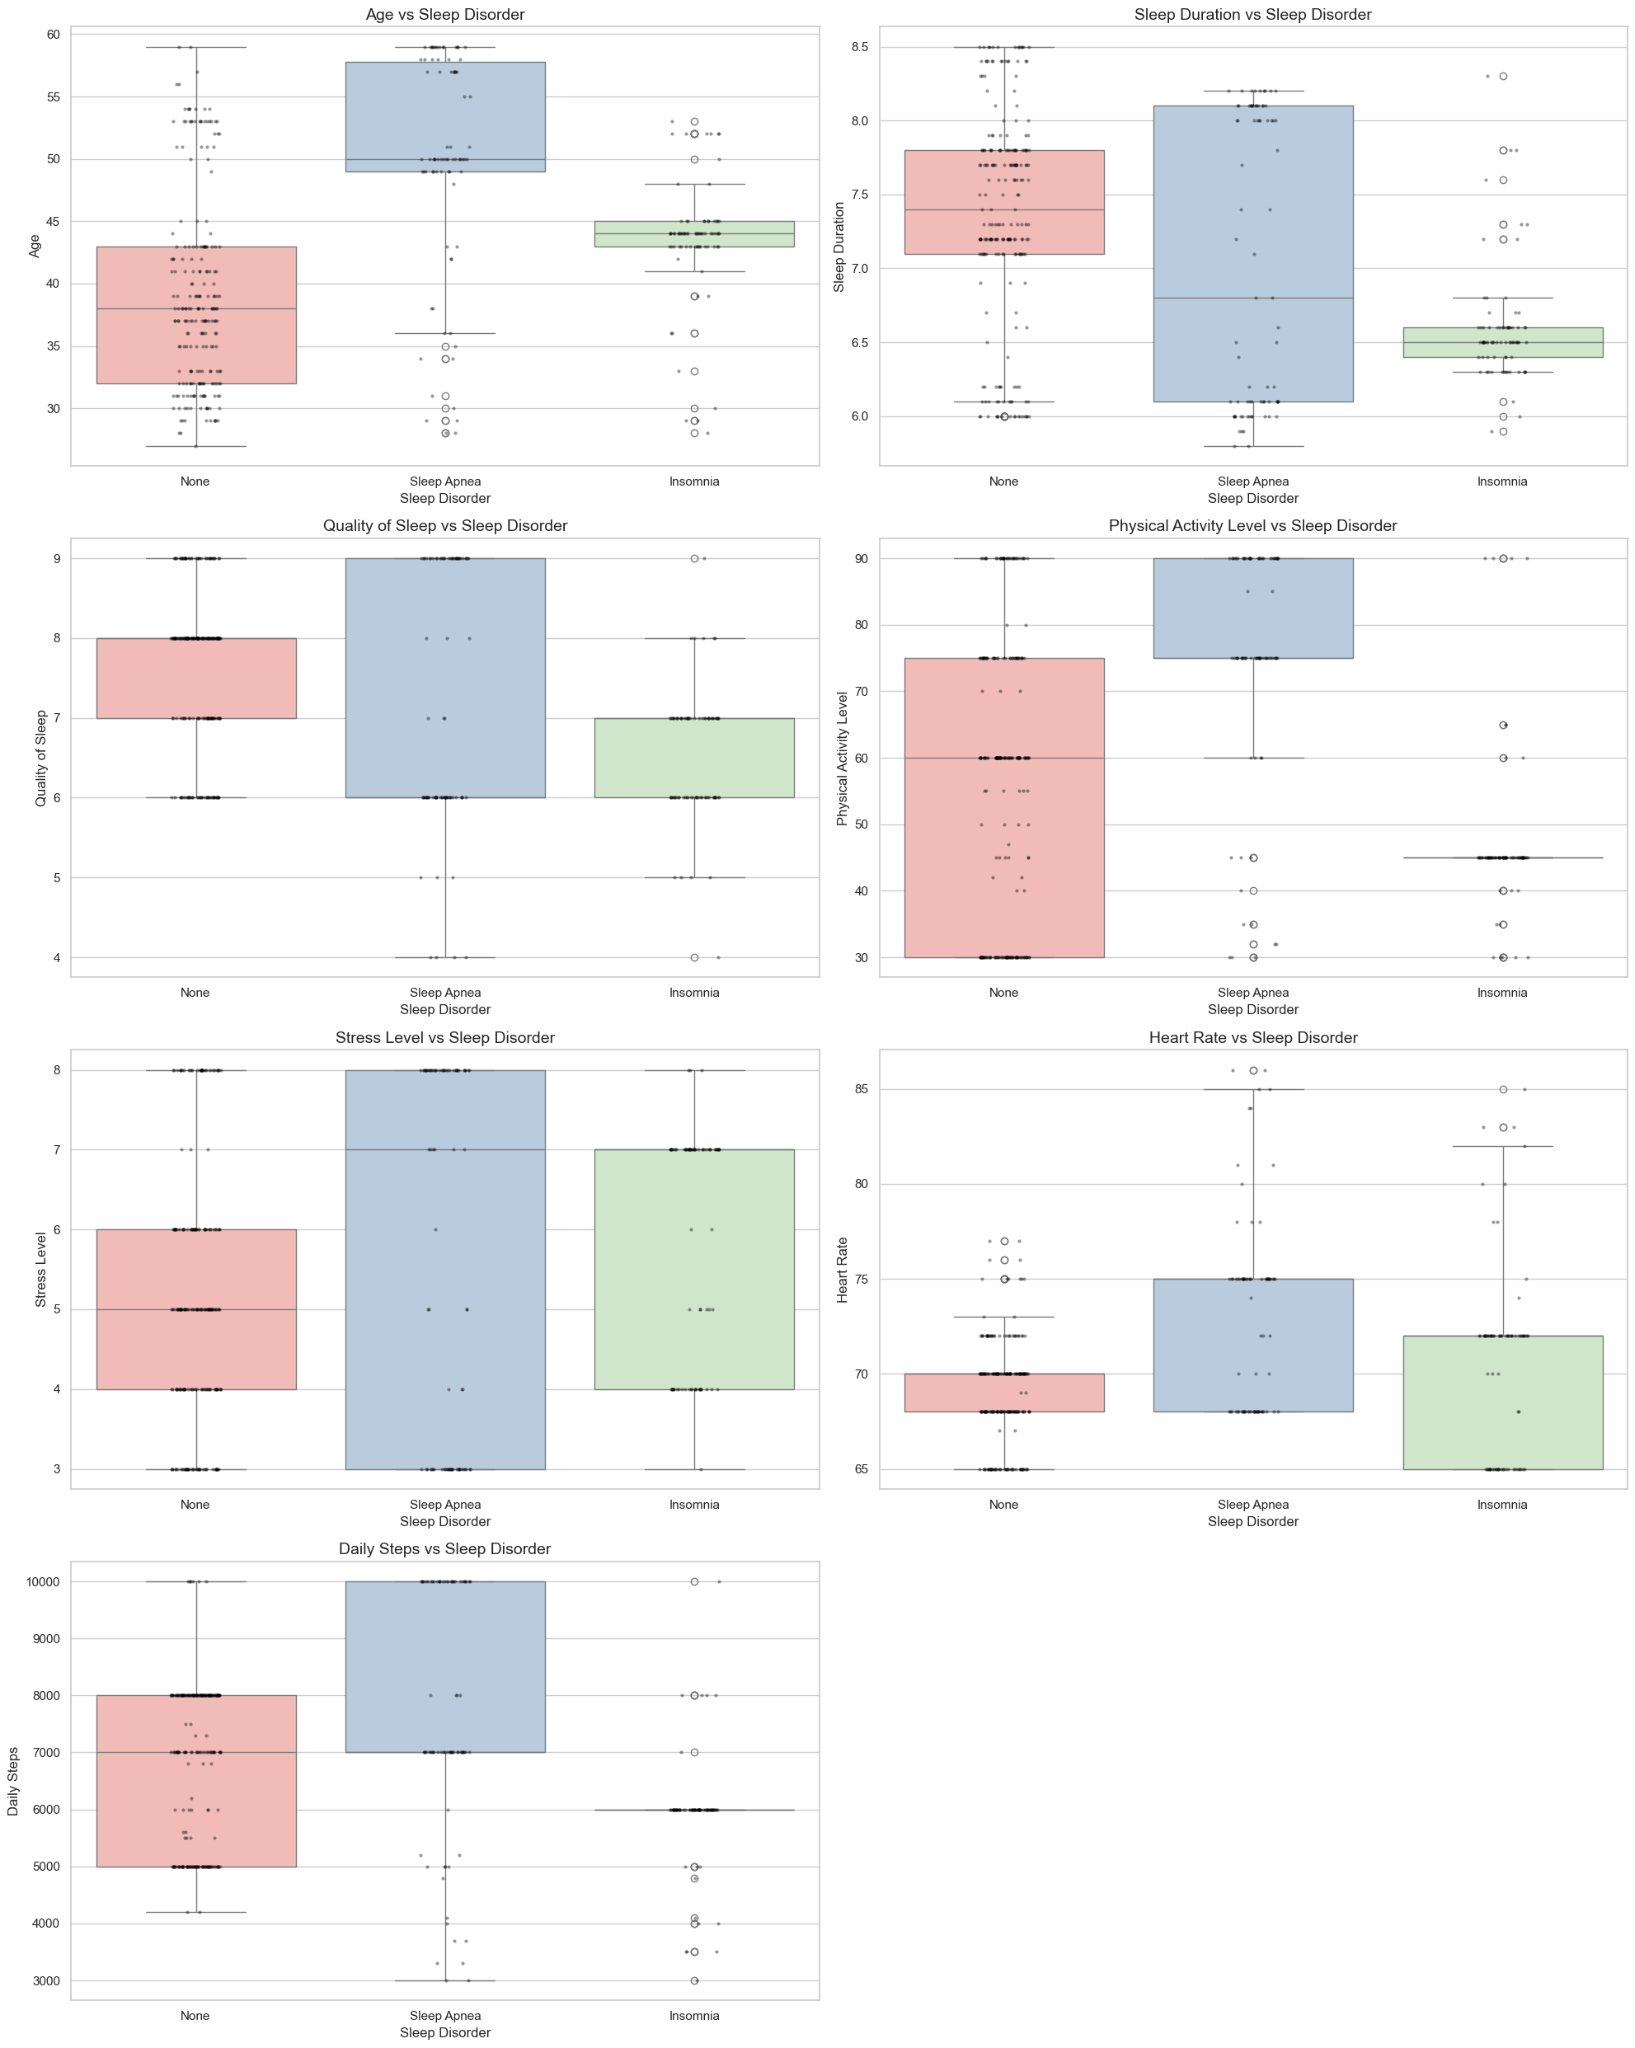 Age vs Sleep Disorder
60
55
50
45
40
35
30
Age
None
Sleep Apnea
Insomnia
Sleep Disorder
Sleep Duration vs Sleep Disorder
8.5
8.0
7.5
7.0
6.5
6.0
Sleep Duration
None
Sleep Apnea
Insomnia
Sleep Disorder
Quality of Sleep vs Sleep Disorder
9
8
7
6
5
4
Quality of Sleep
None
Sleep Apnea
Insomnia
Sleep Disorder
Physical Activity Level vs Sleep Disorder
90
80
70
60
50
40
30
Physical Activity Level
None
Sleep Apnea
Insomnia
Sleep Disorder
Stress Level vs Sleep Disorder
8
7
6
5
4
3
Stress Level
None
Sleep Apnea
Insomnia
Sleep Disorder
Heart Rate vs Sleep Disorder
85
80
75
70
65
Heart Rate
None
Sleep Apnea
Insomnia
Sleep Disorder
Daily Steps vs Sleep Disorder
10000
9000
8000
7000
6000
5000
4000
3000
Daily Steps
None
Sleep Apnea
Insomnia
Sleep Disorder